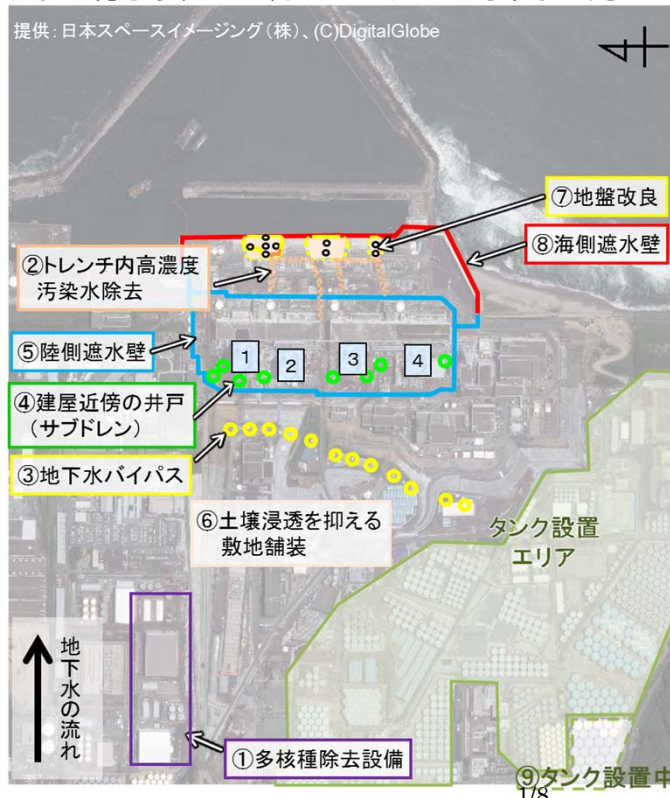 提供：日本スペースイメージング（株）、(C)DigitalGlobe
⑦地盤改良
⑧海側遮水壁
②トレンチ内高濃度
汚染水除去
⑤陸側遮水壁
1
2
3
4
④建屋近傍の井戸
（サブドレン）
③地下水バイパス
⑥土壌浸透を抑える
敷地舗装
タンク設置
エリア
地下水の流れ
①多核種除去設備
⑨タンク設置中
1/8